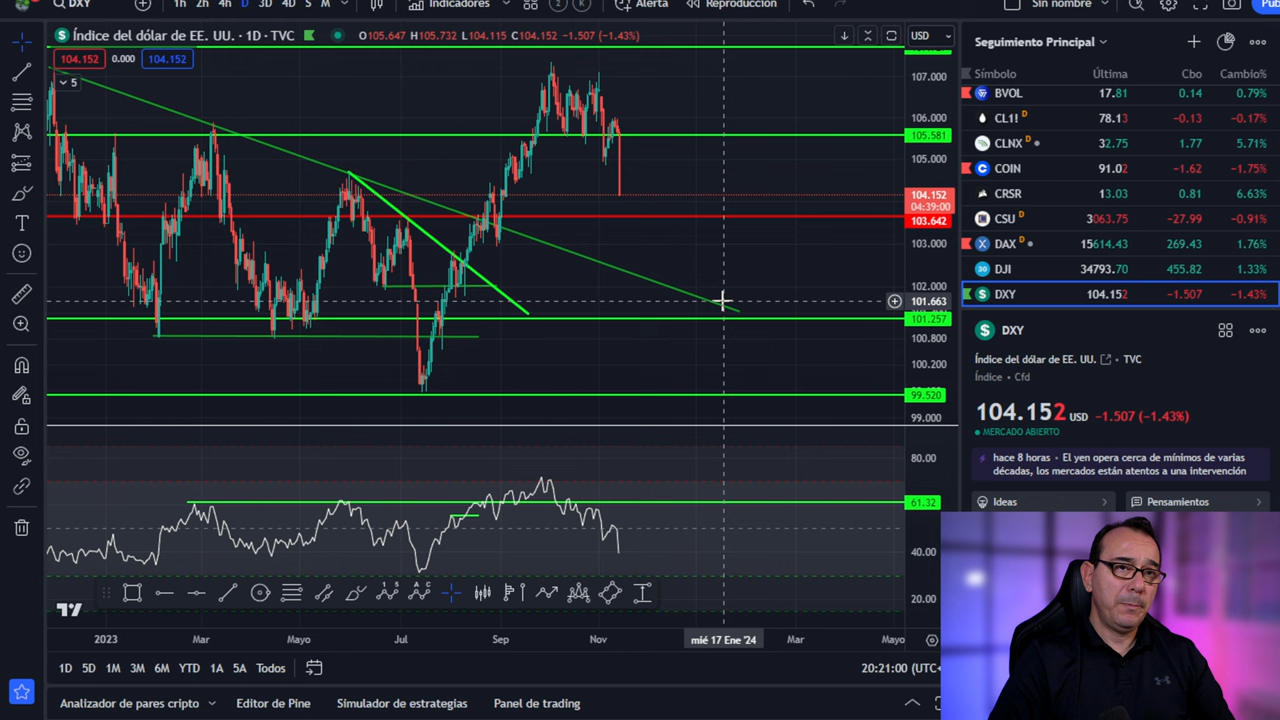 DXY
1h 2h 4h D 3D 4D S M
Indicadores
Alerta
Reproducción
Sin nombre
Índice del dólar de EE. UU. · 1D · TVC
O105.647 H105.732 L104.115 C104.152 −1.507 (−1.43%)
USD
104.152 0.000 104.152
5
107.000
106.000
105.581
105.000
104.152
04:39:00
103.642
103.000
102.000
101.663
101.257
100.800
100.200
99.520
99.000
80.00
61.32
40.00
20.00
2023 Mar Mayo Jul Sep Nov mié 17 Ene '24 Mar Mayo
1D 5D 1M 3M 6M YTD 1A 5A Todos
20:21:00 (UTC
Analizador de pares cripto
Editor de Pine
Simulador de estrategias
Panel de trading
Seguimiento Principal
Símbolo Última Cbo Cambio%
BVOL 17.81 0.14 0.79%
CL1! D 78.13 −0.13 −0.17%
CLNX D 32.75 1.77 5.71%
COIN 91.02 −1.62 −1.75%
CRSR 13.03 0.81 6.63%
CSU D 3063.75 −27.99 −0.91%
DAX D 15614.43 269.43 1.76%
DJI 34793.70 455.82 1.33%
DXY 104.152 −1.507 −1.43%
DXY
Índice del dólar de EE. UU. • TVC
Índice • Cfd
104.152 USD −1.507 (−1.43%)
MERCADO ABIERTO
hace 8 horas • El yen opera cerca de mínimos de varias
décadas, los mercados están atentos a una intervención
Ideas
Pensamientos